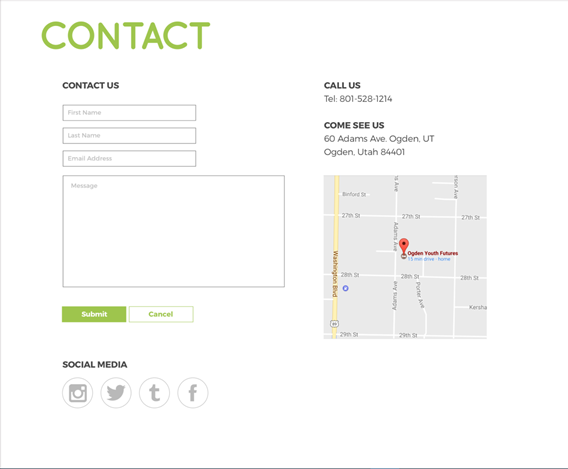 CONTACT
CONTACT US
First Name
Last Name
Email Address
Message
Submit
Cancel
SOCIAL MEDIA
CALL US
Tel: 801-528-1214
COME SEE US
60 Adams Ave. Ogden, UT
Ogden, Utah 84401
Binford St
27th St
27th St
27th St
Adams Ave
Washington Blvd
Ogden Youth Futures
15 min drive - home
28th St
28th St
28th St
Adams Ave
Porter Ave
Kersha
29th St
29th St